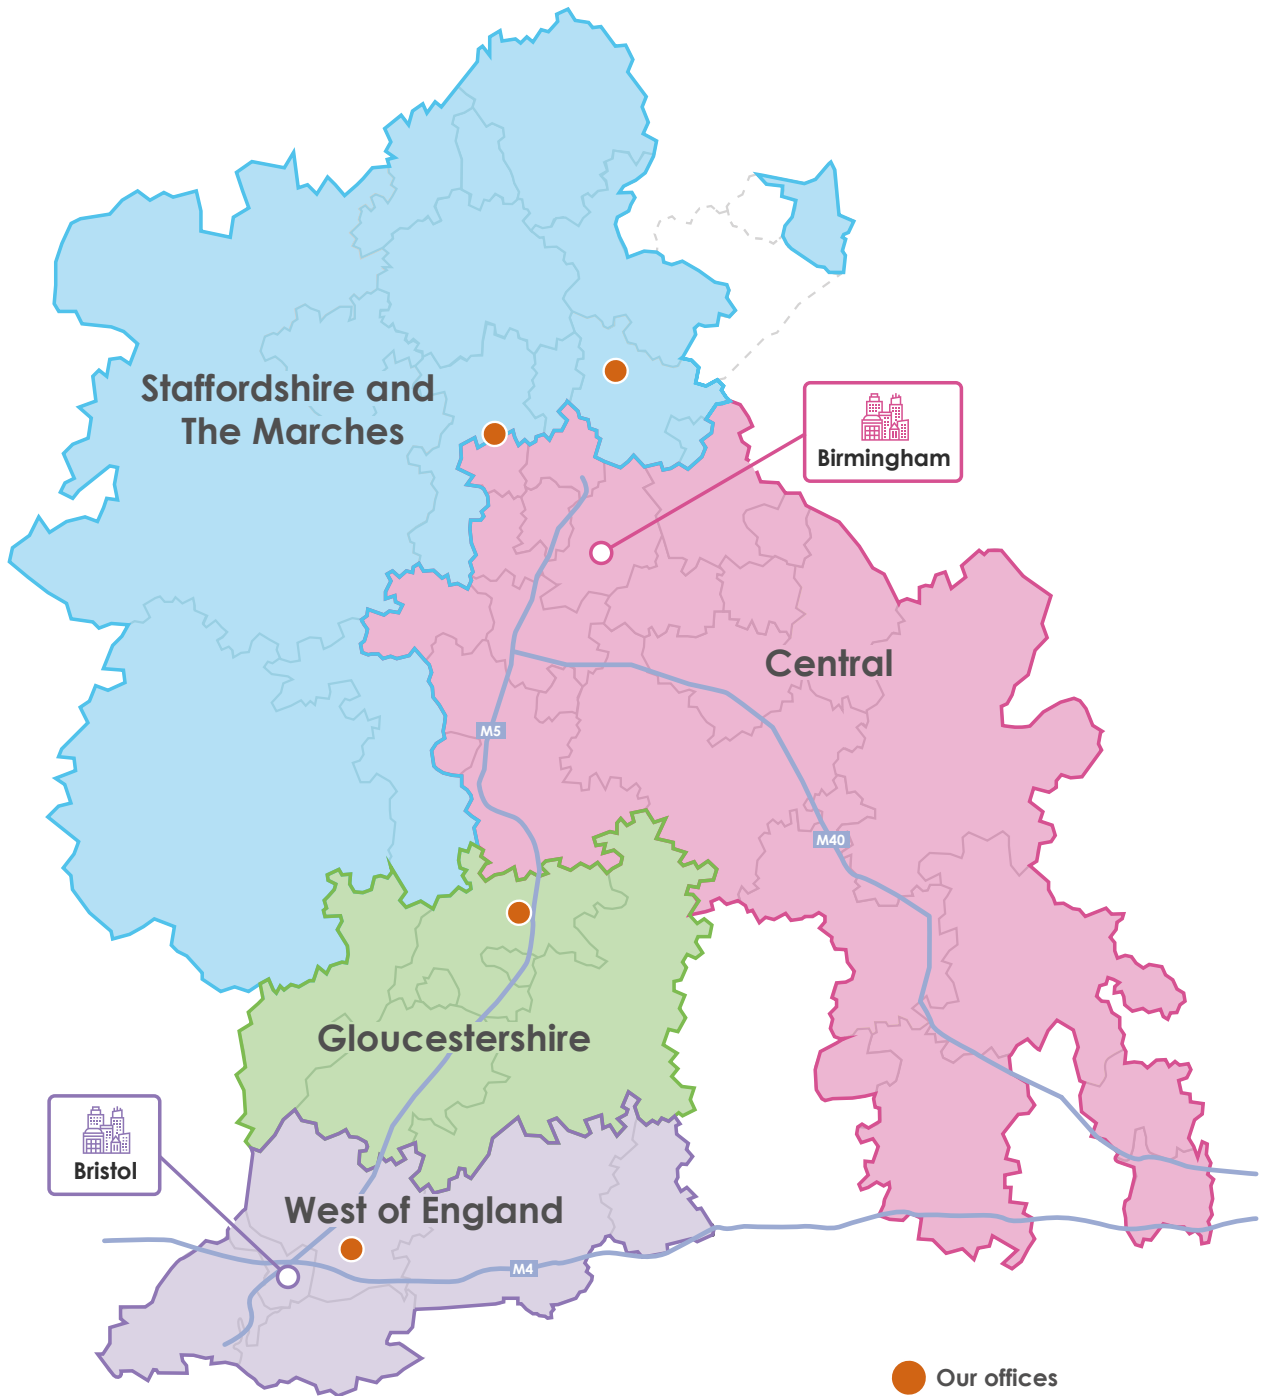 Staffordshire and
The Marches
Birmingham
Central
M5
M40
Gloucestershire
Bristol
West of England
M4
Our offices